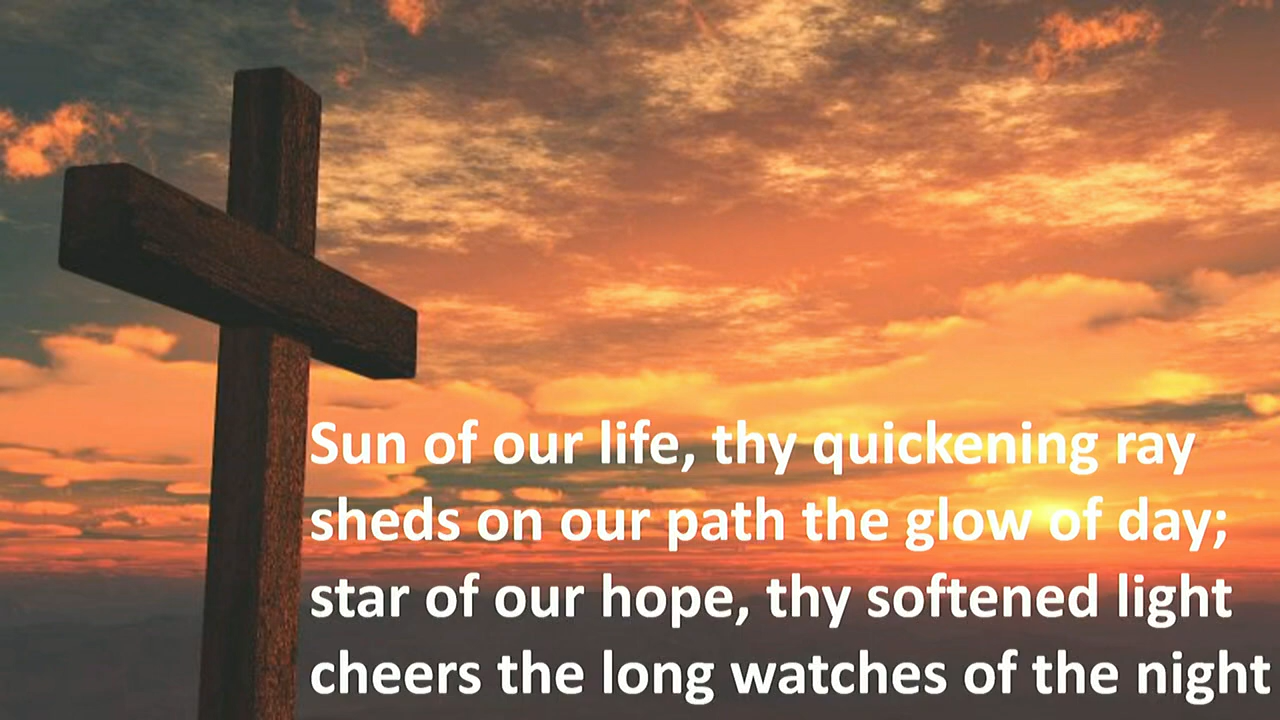 Sun of our life, thy quickening ray
sheds on our path the glow of day;
star of our hope, thy softened light
cheers the long watches of the night